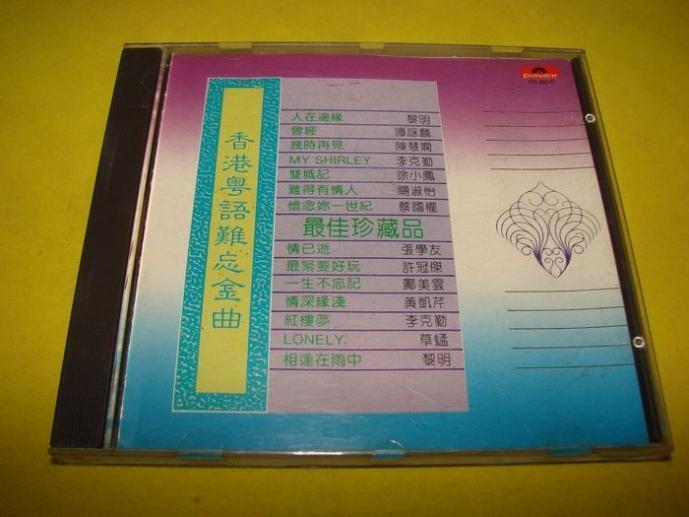 香港粵語難忘金曲
Polydor
人在邊緣 黎明
曾經 譚詠麟
幾時再見 陳慧嫻
MY SHIRLEY 李克勤
雙城記 徐小鳳
難得有情人 關淑怡
懷念妳一世紀 蔡國權
最佳珍藏品
情已逝 張學友
最緊要好玩 許冠傑
一生不忘記 鄺美雲
情深緣淺 黃凱芹
紅樓夢 李克勤
LONELY 草蜢
相逢在雨中 黎明